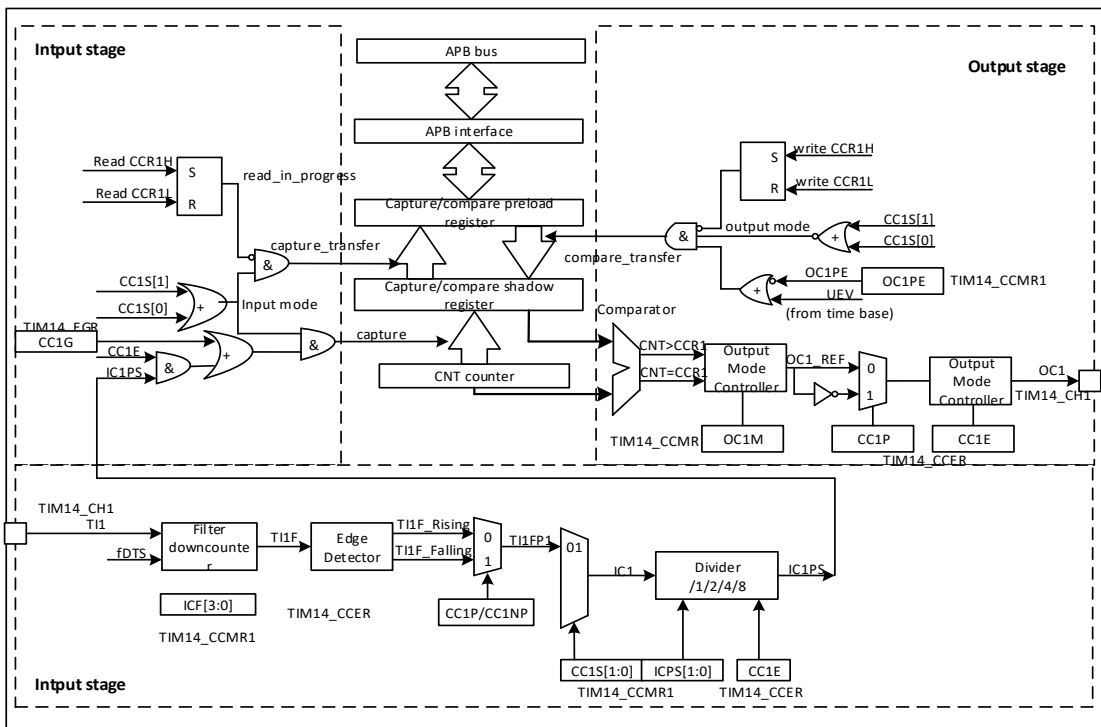 Intput stage
APB bus
Output stage
APB interface
Read CCR1H
S
R
Read CCR1L
read_in_progress
S
R
write CCR1H
write CCR1L
Capture/compare preload
register
capture_transfer
&
compare_transfer
&
output mode
+
CC1S[1]
CC1S[0]
CC1S[1]
CC1S[0]
+
Input mode
Capture/compare shadow
register
+
OC1PE
UEV
(from time base)
OC1PE
TIM14_CCMR1
TIM14_EGR
CC1G
CC1E
IC1PS
&
+
&
capture
CNT counter
Comparator
CNT>CCR1
CNT=CCR1
Output
Mode
Controller
OC1_REF
0
1
Output
Mode
Controller
OC1
TIM14_CH1
TIM14_CCMR
OC1M
CC1P
CC1E
TIM14_CCER
TIM14_CH1
TI1
fDTS
Filter
downcounte
r
TI1F
Edge
Detector
TI1F_Rising
TI1F_Falling
0
1
TI1FP1
01
IC1
Divider
/1/2/4/8
IC1PS
ICF[3:0]
TIM14_CCMR1
TIM14_CCER
CC1P/CC1NP
CC1S[1:0]
ICPS[1:0]
CC1E
TIM14_CCMR1
TIM14_CCER
Intput stage